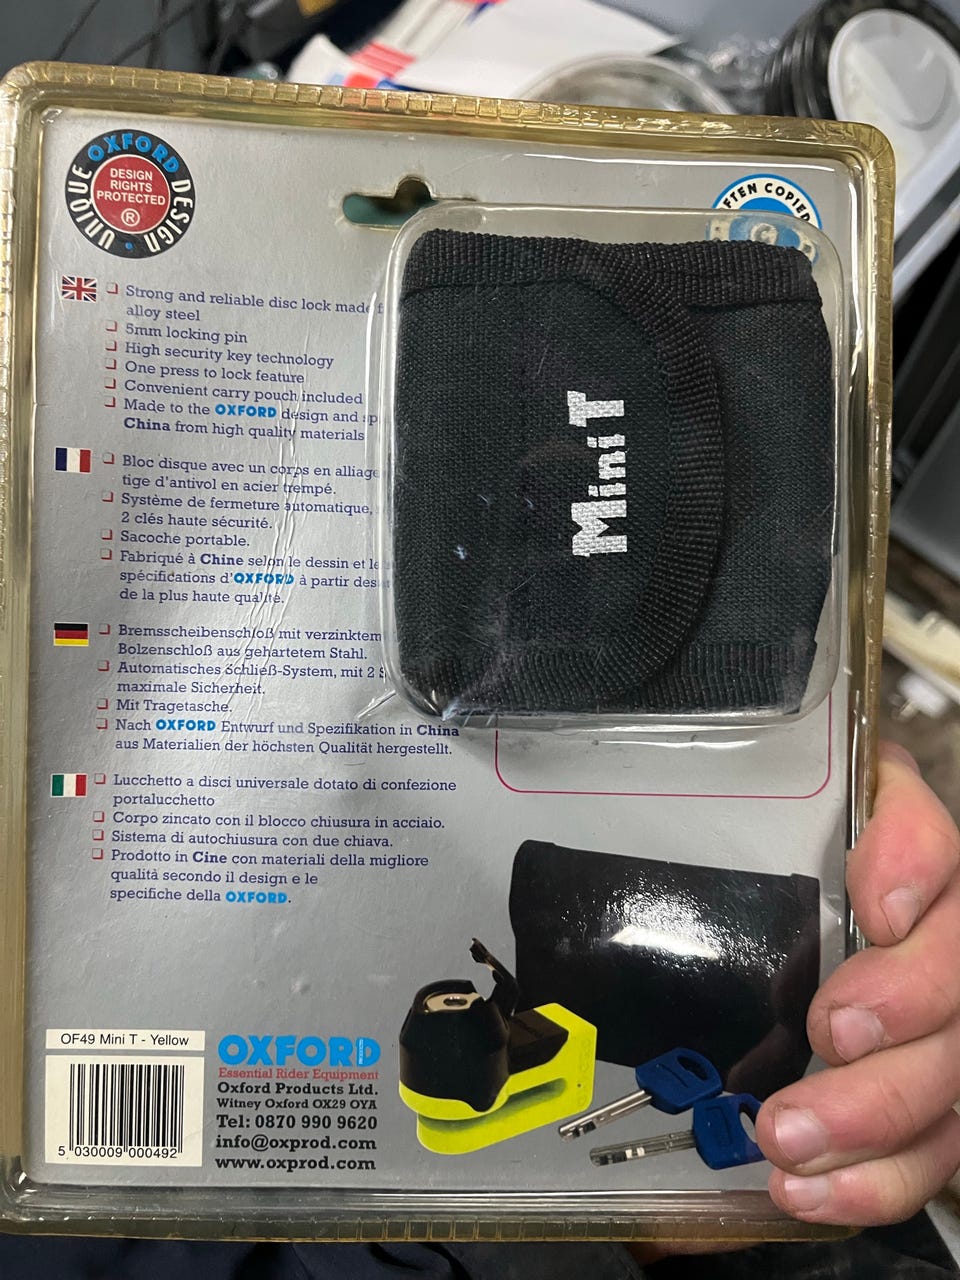 UNIQUE OXFORD DESIGN
DESIGN
RIGHTS
PROTECTED
®
OFTEN COPIED
Strong and reliable disc lock made
alloy steel
5mm locking pin
High security key technology
One press to lock feature
Convenient carry pouch included
Made to the OXFORD design and
China from high quality materials
Bloc disque avec un corps en alliage
tige d'antivol en acier trempé.
Système de fermeture automatique,
2 clés haute sécurité.
Sacoche portable.
Fabriqué à Chine selon le dessin et
spécifications d'OXFORD à partir des
de la plus haute qualité.
Bremsscheibenschloß mit verzinktem
Bolzenschloß aus gehartetem Stahl.
Automatisches Schließ-System, mit 2
maximale Sicherheit.
Mit Tragetasche.
Nach OXFORD Entwurf und Spezifikation in China
aus Materialien der höchsten Qualität hergestellt.
Lucchetto a disci universale dotato di confezione
portalucchetto
Corpo zincato con il blocco chiusura in acciaio.
Sistema di autochiusura con due chiava.
Prodotto in Cine con materiali della migliore
qualità secondo il design e le
specifiche della OXFORD.
Mini T
OF49 Mini T - Yellow
5 030009 000492
OXFORD
Essential Rider Equipment
Oxford Products Ltd.
Witney Oxford OX29 OYA
Tel: 0870 990 9620
info@oxprod.com
www.oxprod.com